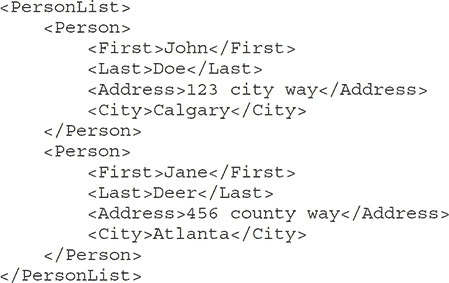 <PersonList>
    <Person>
        <First>John</First>
        <Last>Doe</Last>
        <Address>123 city way</Address>
        <City>Calgary</City>
    </Person>
    <Person>
        <First>Jane</First>
        <Last>Deer</Last>
        <Address>456 county way</Address>
        <City>Atlanta</City>
    </Person>
</PersonList>